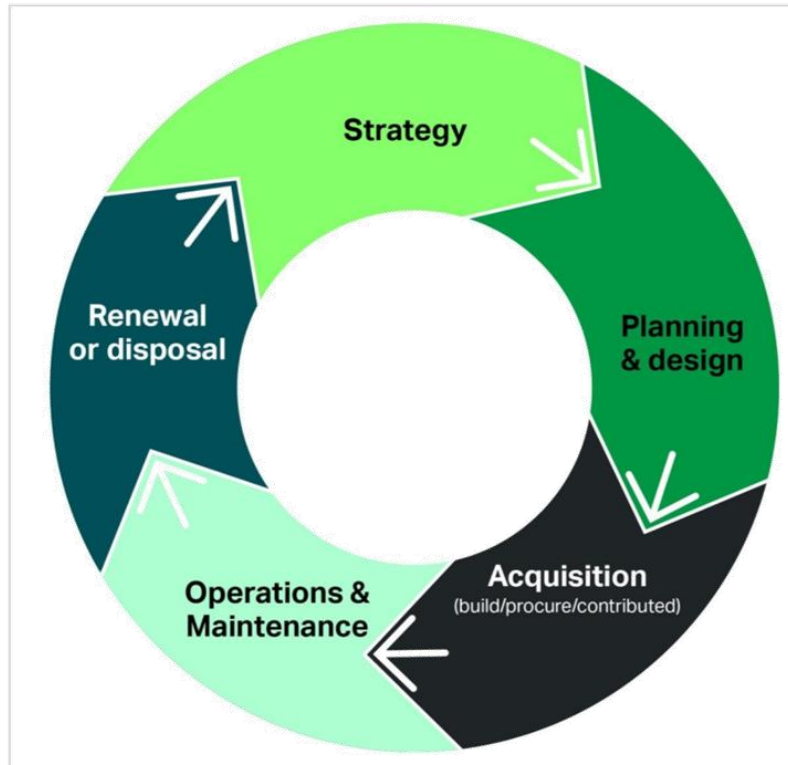 Strategy
Planning
& design
Acquisition
(build/procure/contributed)
Operations &
Maintenance
Renewal
or disposal